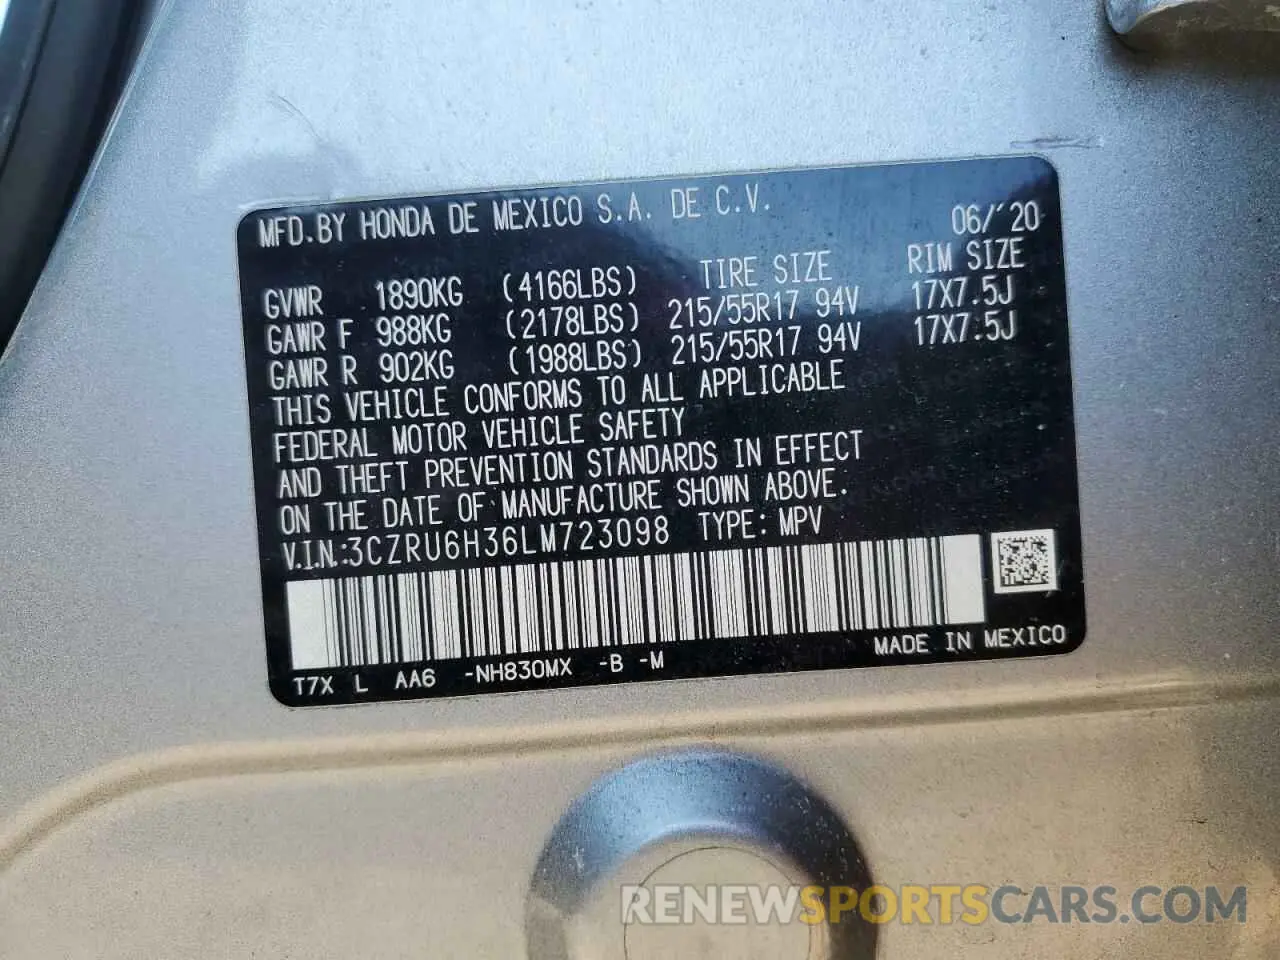 MFD.BY HONDA DE MEXICO S.A. DE C.V.
06/'20
TIRE SIZE RIM SIZE
GVWR 1890KG (4166LBS)
GAWR F 988KG (2178LBS) 215/55R17 94V 17X7.5J
GAWR R 902KG (1988LBS) 215/55R17 94V 17X7.5J
THIS VEHICLE CONFORMS TO ALL APPLICABLE
FEDERAL MOTOR VEHICLE SAFETY
AND THEFT PREVENTION STANDARDS IN EFFECT
ON THE DATE OF MANUFACTURE SHOWN ABOVE.
V.I.N.:3CZRU6H36LM723098 TYPE: MPV
T7X L AA6 -NH830MX -B -M
MADE IN MEXICO
RENEWSPORTSCARS.COM